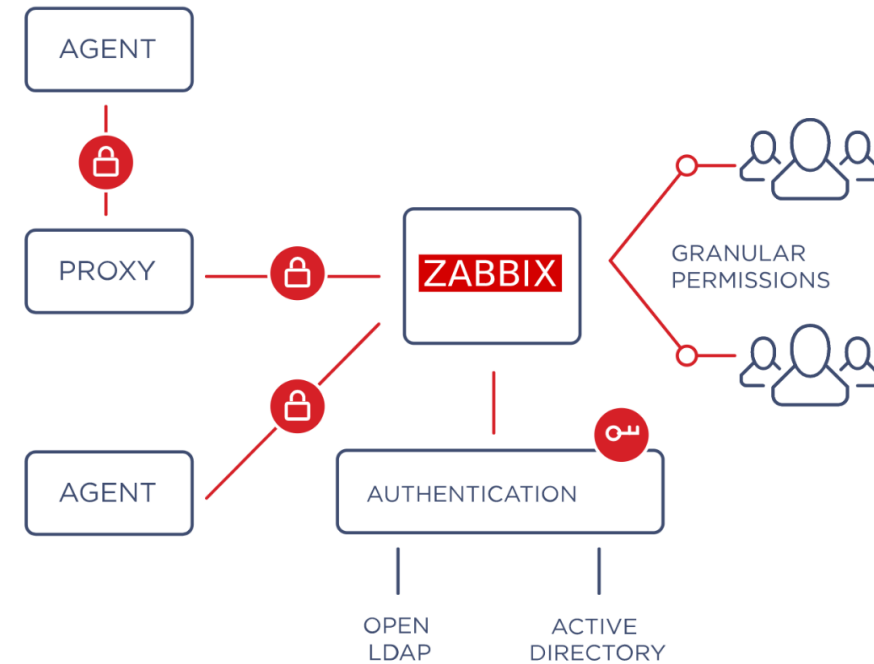 AGENT
PROXY
ZABBIX
GRANULAR
PERMISSIONS
AGENT
AUTHENTICATION
OPEN
LDAP
ACTIVE
DIRECTORY